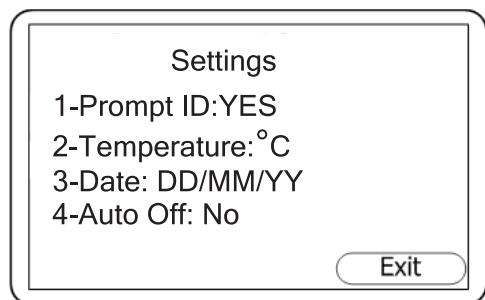 Settings
1-Prompt ID:YES
2-Temperature:°C
3-Date: DD/MM/YY
4-Auto Off: No
Exit